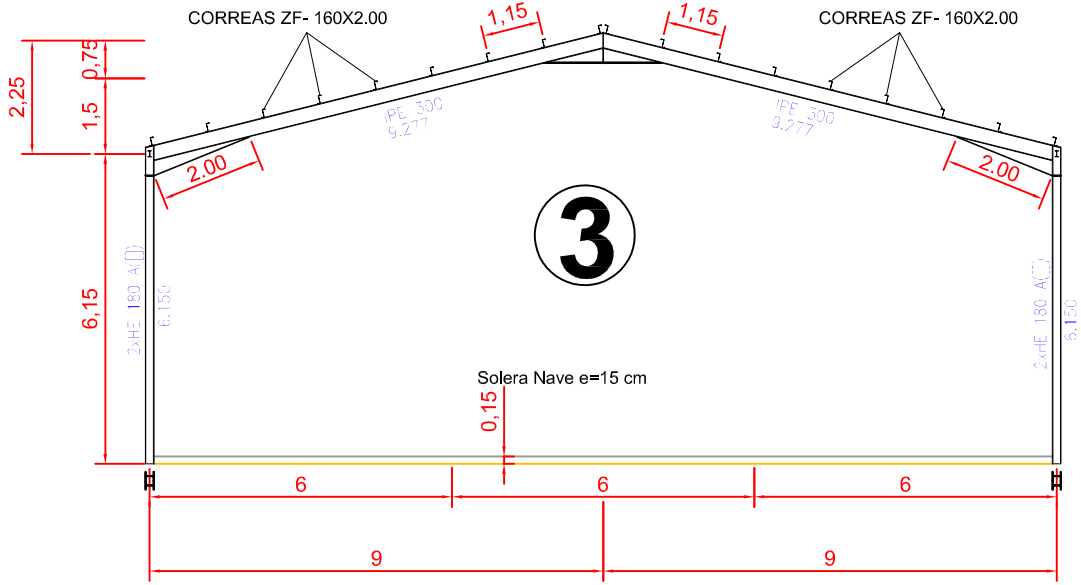 CORREAS ZF- 160X2.00
1,15
1,15
CORREAS ZF- 160X2.00
0,75
2,25
1,5
IPE 300
9.277
IPE 300
9.277
2.00
2.00
3
2xHE 180 A([])
6.150
6,15
2xHE 180 A([])
6.150
Solera Nave e=15 cm
0,15
6
6
6
9
9